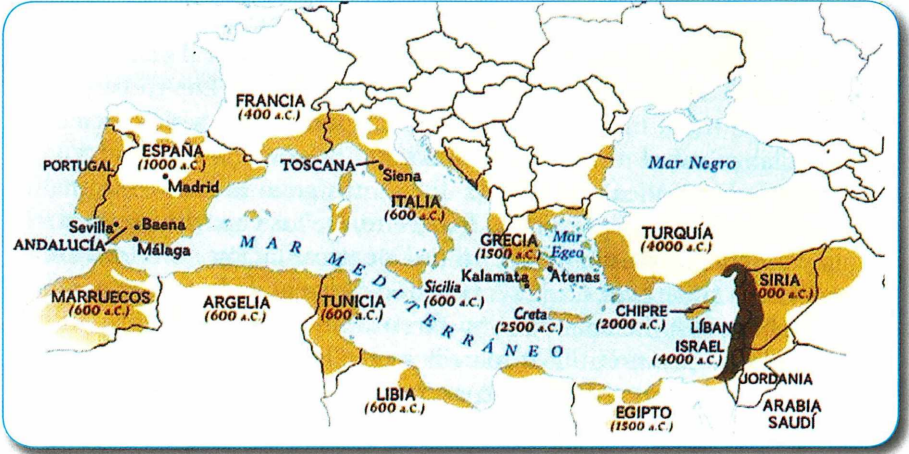 FRANCIA
(400 a.C.)
ESPAÑA
(1000 a.C.)
PORTUGAL
Madrid
TOSCANA
Siena
ITALIA
(600 a.C.)
Mar Negro
Sevilla
Baena
ANDALUCÍA
Málaga
MAR MEDITERRÁNEO
GRECIA
(1500 a.C.)
Mar
Egeo
TURQUÍA
(4000 a.C.)
Kalamata
Atenas
MARRUECOS
(600 a.C.)
ARGELIA
(600 a.C.)
TUNICIA
(600 a.C.)
Sicilia
(600 a.C.)
Creta
(2500 a.C.)
CHIPRE
(2000 a.C.)
SIRIA
000 a.C.)
LÍBAN
ISRAEL
(4000 a.C.)
JORDANIA
LIBIA
(600 a.C.)
EGIPTO
(1500 a.C.)
ARABIA
SAUDÍ